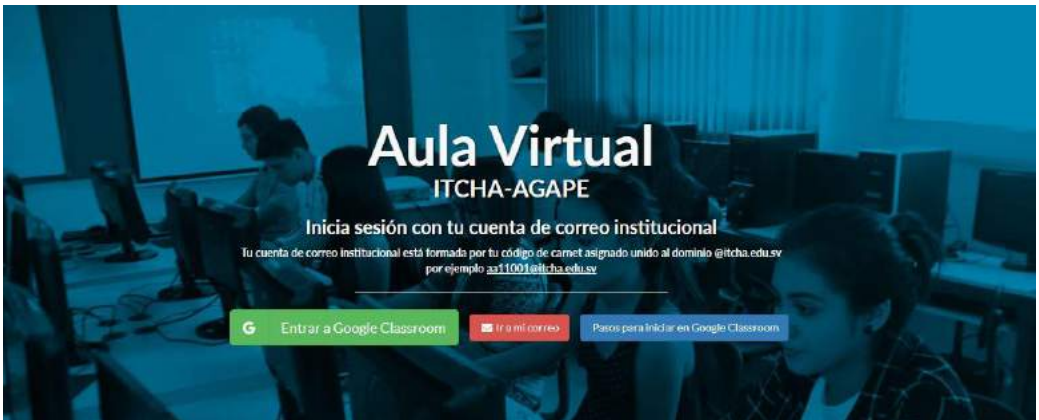 Aula Virtual
ITCHA-AGAPE
Inicia sesión con tu cuenta de correo institucional
Tu cuenta de correo institucional está formada por tu código de carnet asignado unido al dominio @itcha.edu.sv
por ejemplo aa11001@itcha.edu.sv
G Entrar a Google Classroom
Ir a mi correo
Pasos para iniciar en Google Classroom